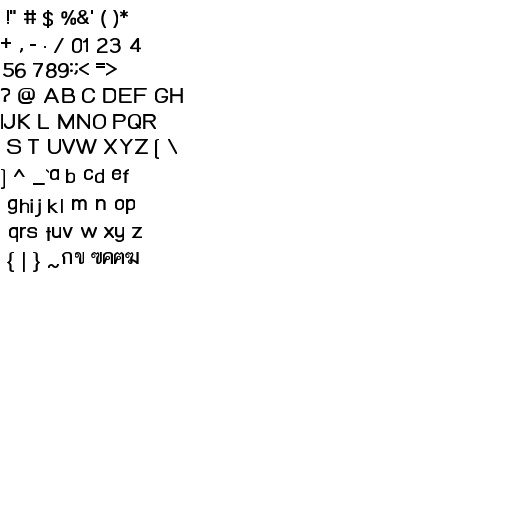 !" # $ %&' ( )*
+ , - . / 01 23 4
56 789:;< =>
? @ AB C DEF GH
IJK L MNO PQR
S T UVW XYZ [ \
] ^ _`a b cd ef
ghij kl m n op
qrs tuv w xy z
{ | } ~กข ฃคฅฆ